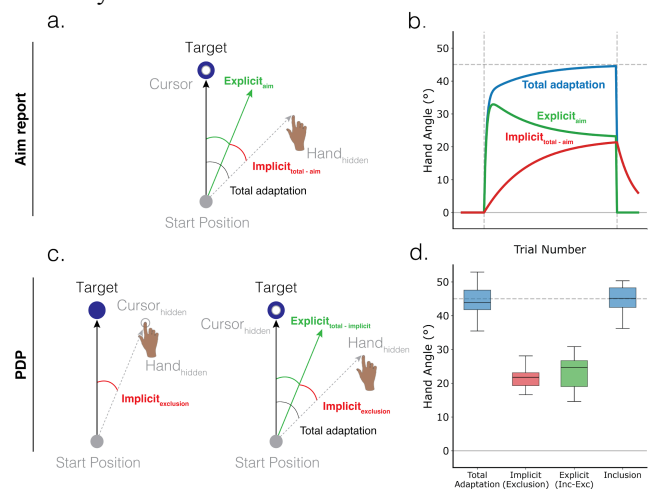 a.
Target
Cursor
Explicit aim
Hand hidden
Implicit total - aim
Total adaptation
Start Position
Aim report
b.
Hand Angle (°)
50
40
30
20
10
0
Total adaptation
Explicit aim
Implicit total - aim
Trial Number
c.
PDP
Target
Cursor hidden
Hand hidden
Implicit exclusion
Start Position
Target
Cursor hidden
Explicit total - implicit
Hand hidden
Implicit exclusion
Total adaptation
Start Position
d.
Hand Angle (°)
50
40
30
20
10
0
Total Adaptation
Implicit (Exclusion)
Explicit (Inc-Exc)
Inclusion